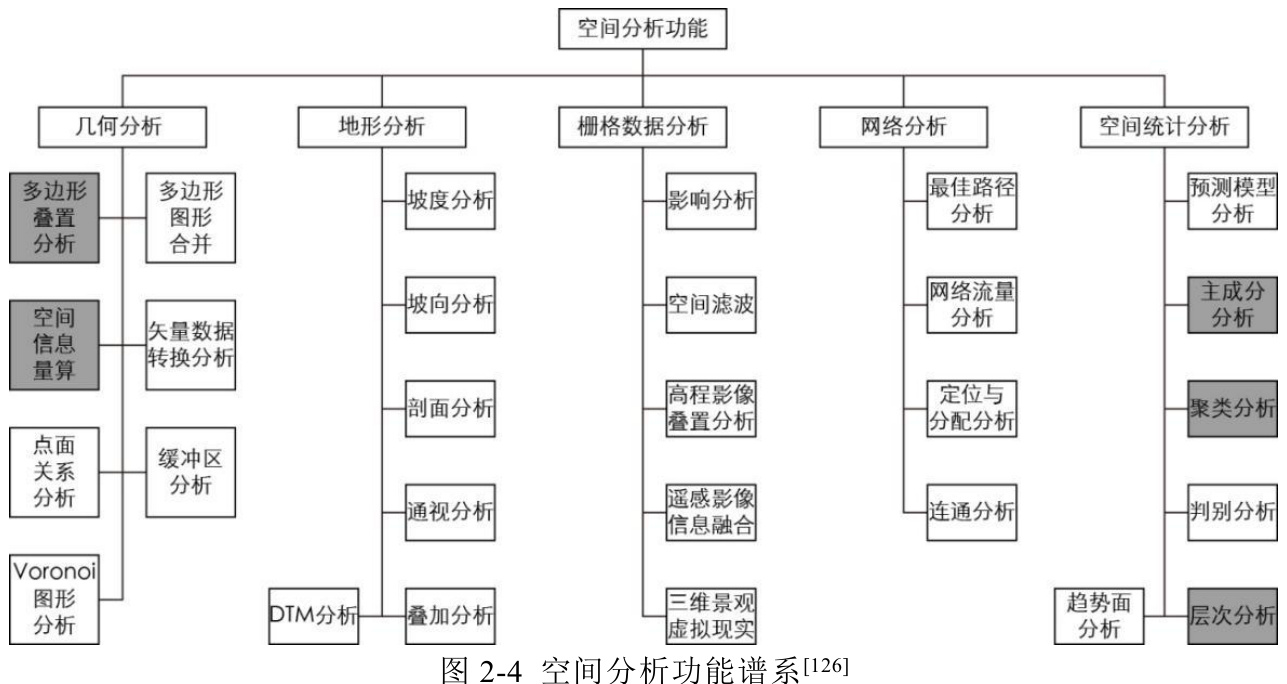 空间分析功能
几何分析
地形分析
栅格数据分析
网络分析
空间统计分析
多边形
叠置
分析
多边形
图形
合并
空间
信息
量算
矢量数据
转换分析
点面
关系
分析
缓冲区
分析
Voronoi
图形
分析
坡度分析
坡向分析
剖面分析
通视分析
DTM分析
叠加分析
影响分析
空间滤波
高程影像
叠置分析
遥感影像
信息融合
三维景观
虚拟现实
最佳路径
分析
网络流量
分析
定位与
分配分析
连通分析
预测模型
分析
主成分
分析
聚类分析
判别分析
趋势面
分析
层次分析
图 2-4 空间分析功能谱系[126]